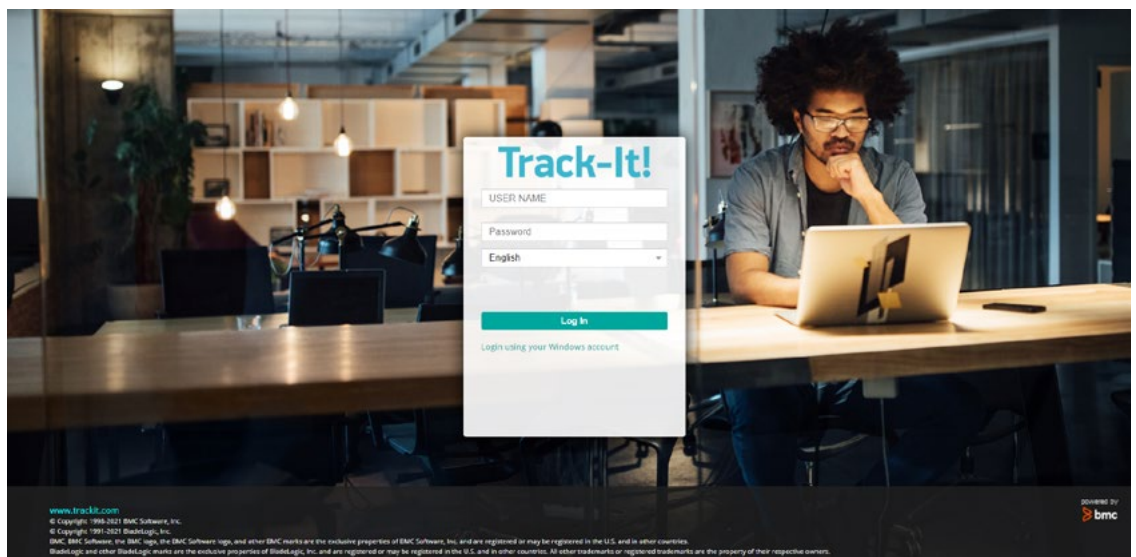 Track-It!
USER NAME
Password
English
Log In
Login using your Windows account
www.trackit.com
© Copyright 1998-2021 BMC Software, Inc.
© Copyright 1991-2021 BladeLogic, Inc.
BMC, BMC Software, the BMC logo, the BMC Software logo, and other BMC marks are the exclusive properties of BMC Software, Inc. and are registered or may be registered in the U.S. and in other countries.
BladeLogic and other BladeLogic marks are the exclusive properties of BladeLogic, Inc. and are registered or may be registered in the U.S. and in other countries. All other trademarks or registered trademarks are the property of their respective owners.
powered by
bmc